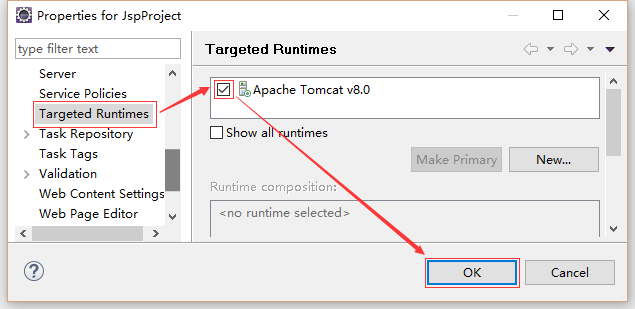 Properties for JspProject
type filter text
Targeted Runtimes
Server
Service Policies
Targeted Runtimes
Task Repository
Task Tags
Validation
Web Content Settings
Web Page Editor
Apache Tomcat v8.0
Show all runtimes
Make Primary
New...
Runtime composition:
<no runtime selected>
?
OK
Cancel